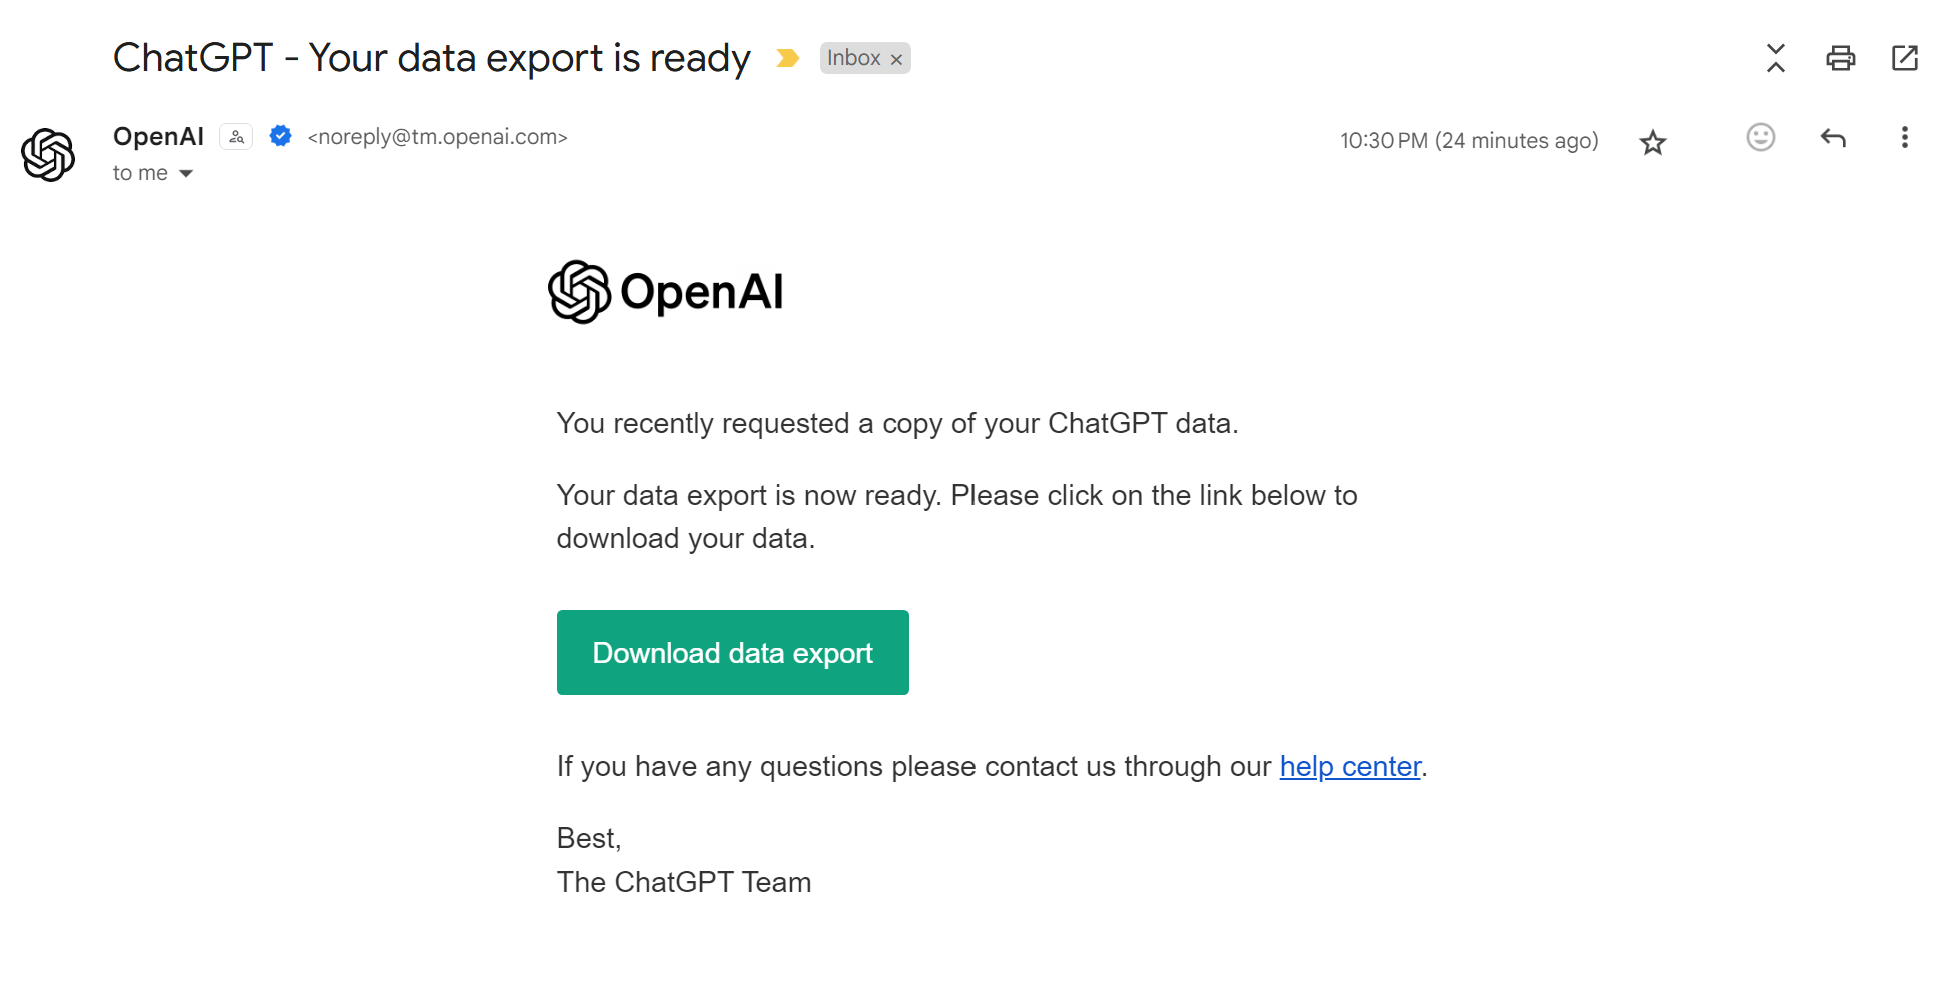 ChatGPT - Your data export is ready Inbox ×
OpenAI <noreply@tm.openai.com> 10:30 PM (24 minutes ago)
to me
OpenAI
You recently requested a copy of your ChatGPT data.
Your data export is now ready. Please click on the link below to
download your data.
Download data export
If you have any questions please contact us through our help center.
Best,
The ChatGPT Team